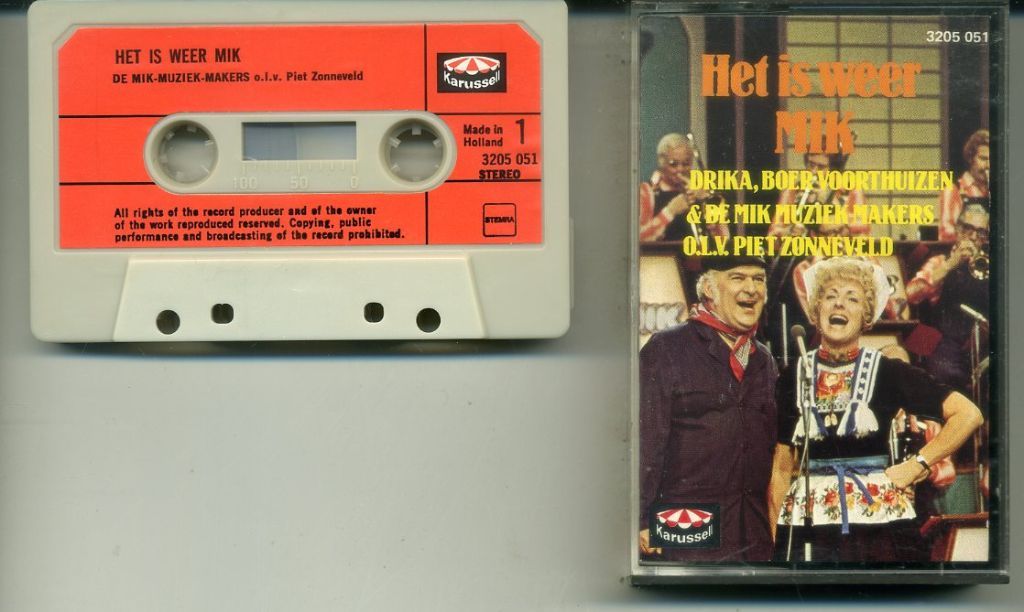 HET IS WEER MIK
DE MIK-MUZIEK-MAKERS o.l.v. Piet Zonneveld
Karussell
Made in
Holland
1
3205 051
STEREO
100 50 0
All rights of the record producer and of the owner
of the work reproduced reserved. Copying, public
performance and broadcasting of the record prohibited.
STEMRA
3205 051
Het is weer
MIK
DRIKA, BOER VOORTHUIZEN
& DE MIK MUZIEK MAKERS
O.L.V. PIET ZONNEVELD
MIK
Karussell